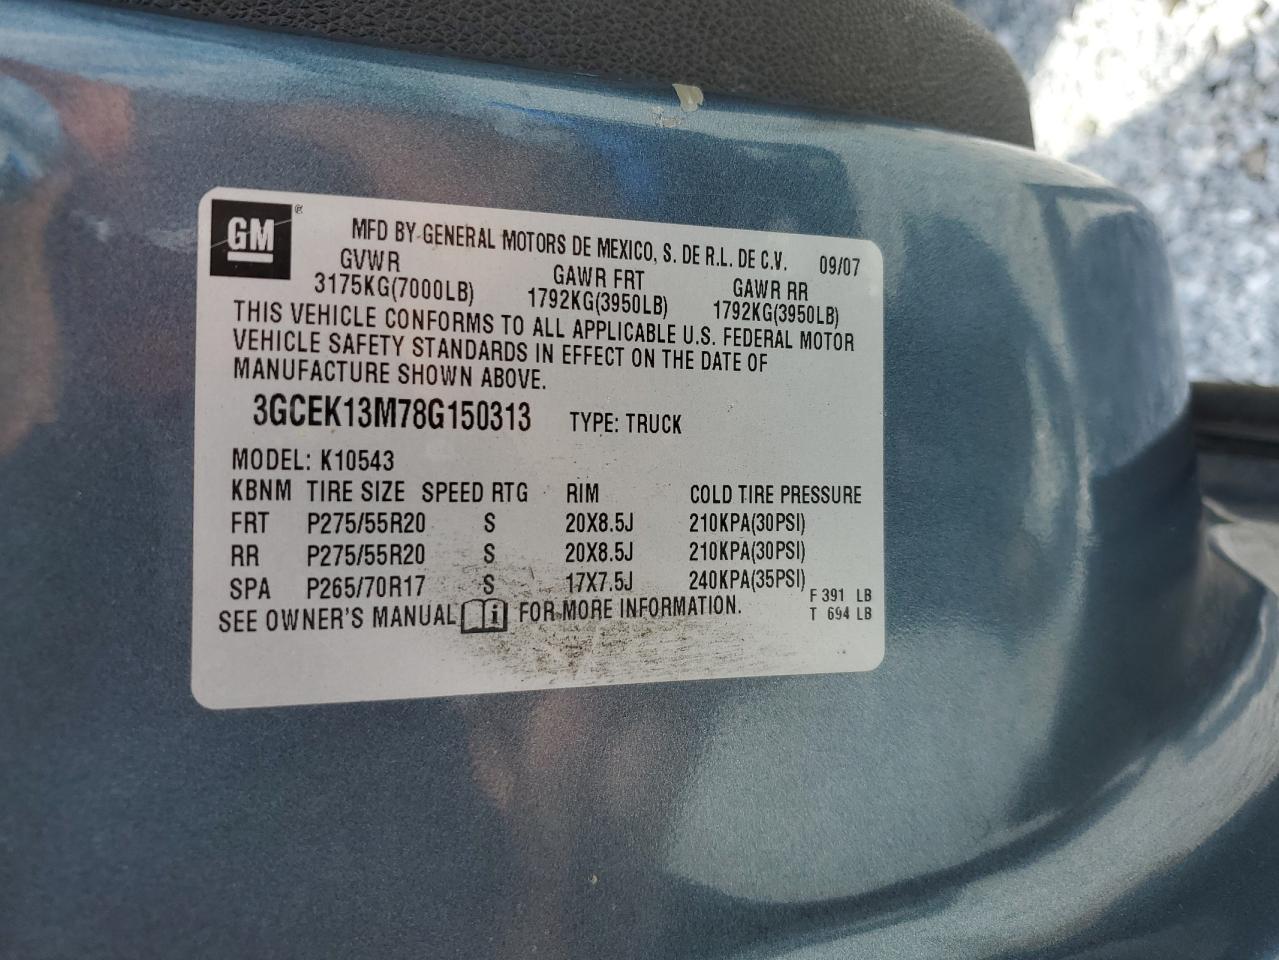 GM ®
MFD BY GENERAL MOTORS DE MEXICO, S. DE R.L. DE C.V. 09/07
GVWR GAWR FRT GAWR RR
3175KG(7000LB) 1792KG(3950LB) 1792KG(3950LB)
THIS VEHICLE CONFORMS TO ALL APPLICABLE U.S. FEDERAL MOTOR
VEHICLE SAFETY STANDARDS IN EFFECT ON THE DATE OF
MANUFACTURE SHOWN ABOVE.
3GCEK13M78G150313 TYPE: TRUCK
MODEL: K10543
KBNM TIRE SIZE SPEED RTG RIM COLD TIRE PRESSURE
FRT P275/55R20 S 20X8.5J 210KPA(30PSI)
RR P275/55R20 S 20X8.5J 210KPA(30PSI)
SPA P265/70R17 S 17X7.5J 240KPA(35PSI)
F 391 LB
SEE OWNER'S MANUAL i FOR MORE INFORMATION. T 694 LB